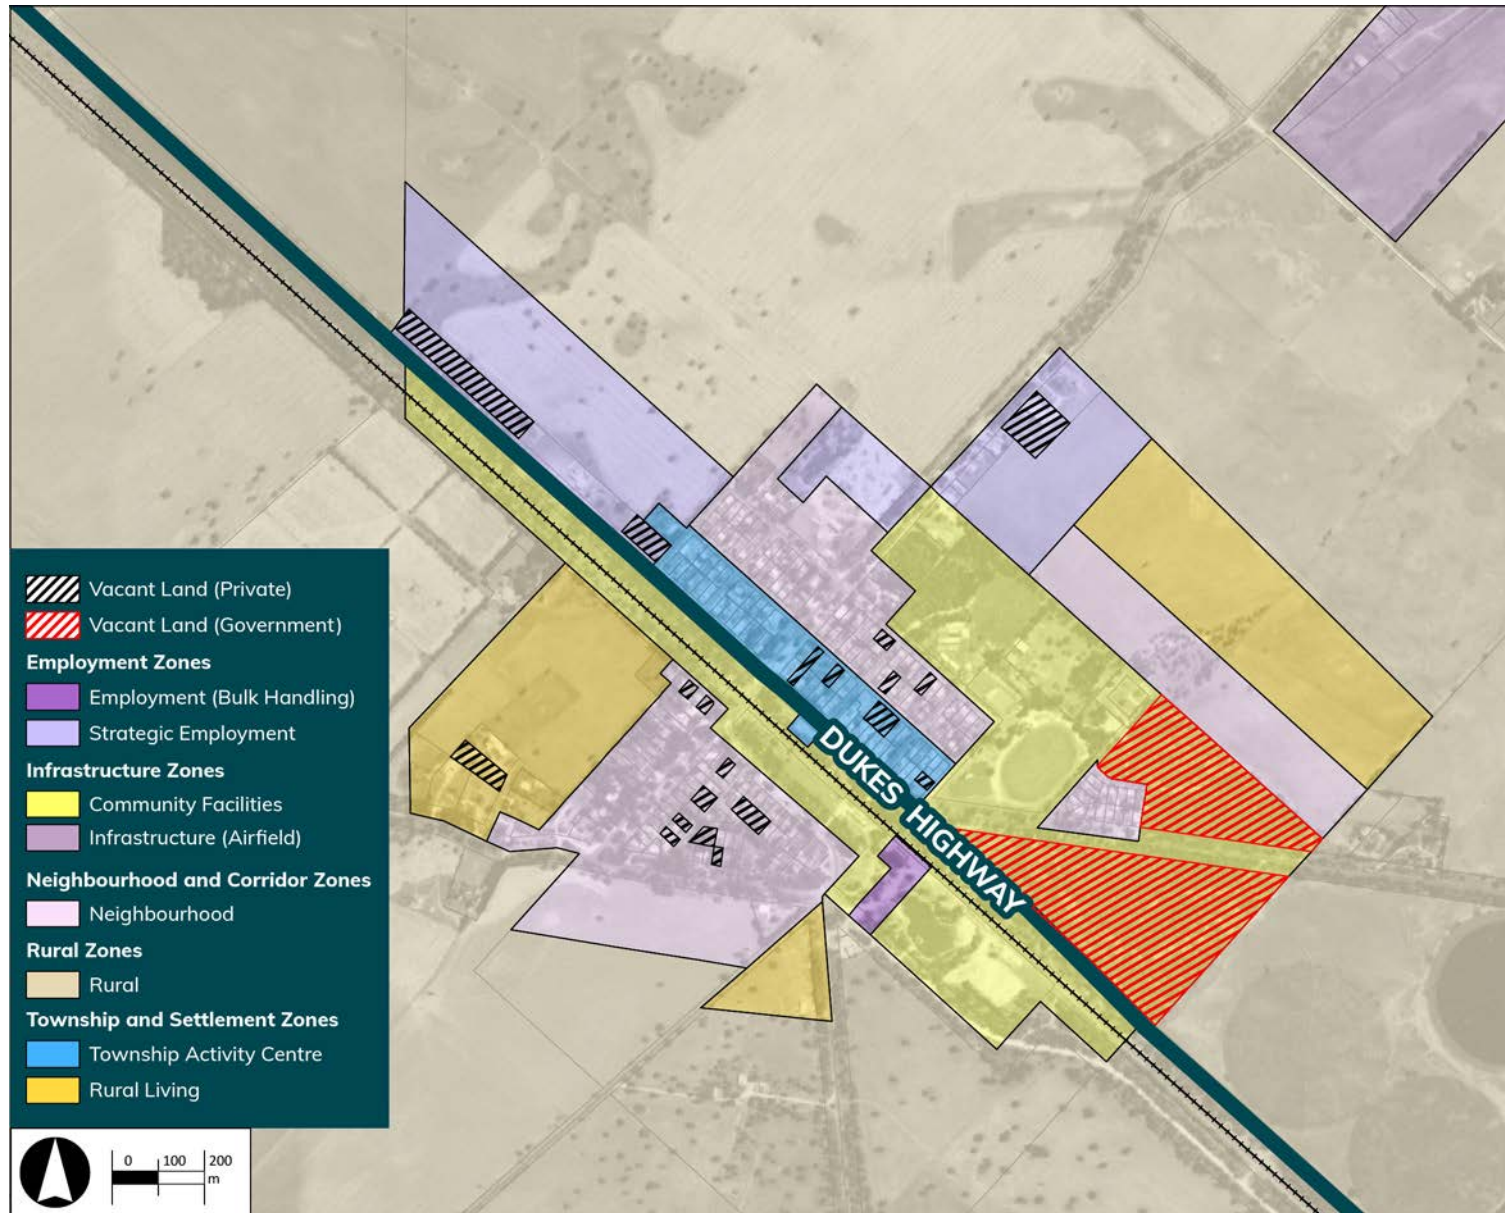 DUKES HIGHWAY
Vacant Land (Private)
Vacant Land (Government)
Employment Zones
Employment (Bulk Handling)
Strategic Employment
Infrastructure Zones
Community Facilities
Infrastructure (Airfield)
Neighbourhood and Corridor Zones
Neighbourhood
Rural Zones
Rural
Township and Settlement Zones
Township Activity Centre
Rural Living
0 100 200
m